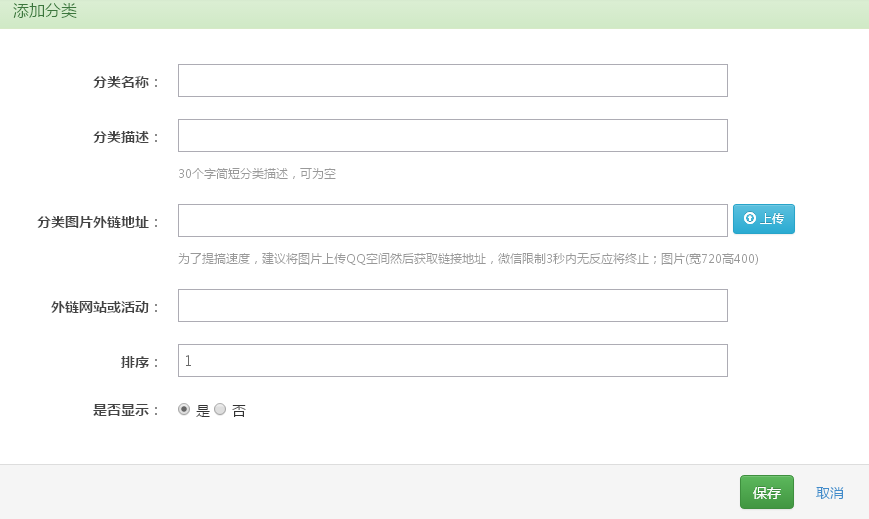 添加分类
分类名称：
分类描述：
30个字简短分类描述，可为空
分类图片外链地址： 上传
为了提搞速度，建议将图片上传QQ空间然后获取链接地址，微信限制3秒内无反应将终止；图片(宽720高400)
外链网站或活动：
排序： 1
是否显示： 是 否
保存 取消